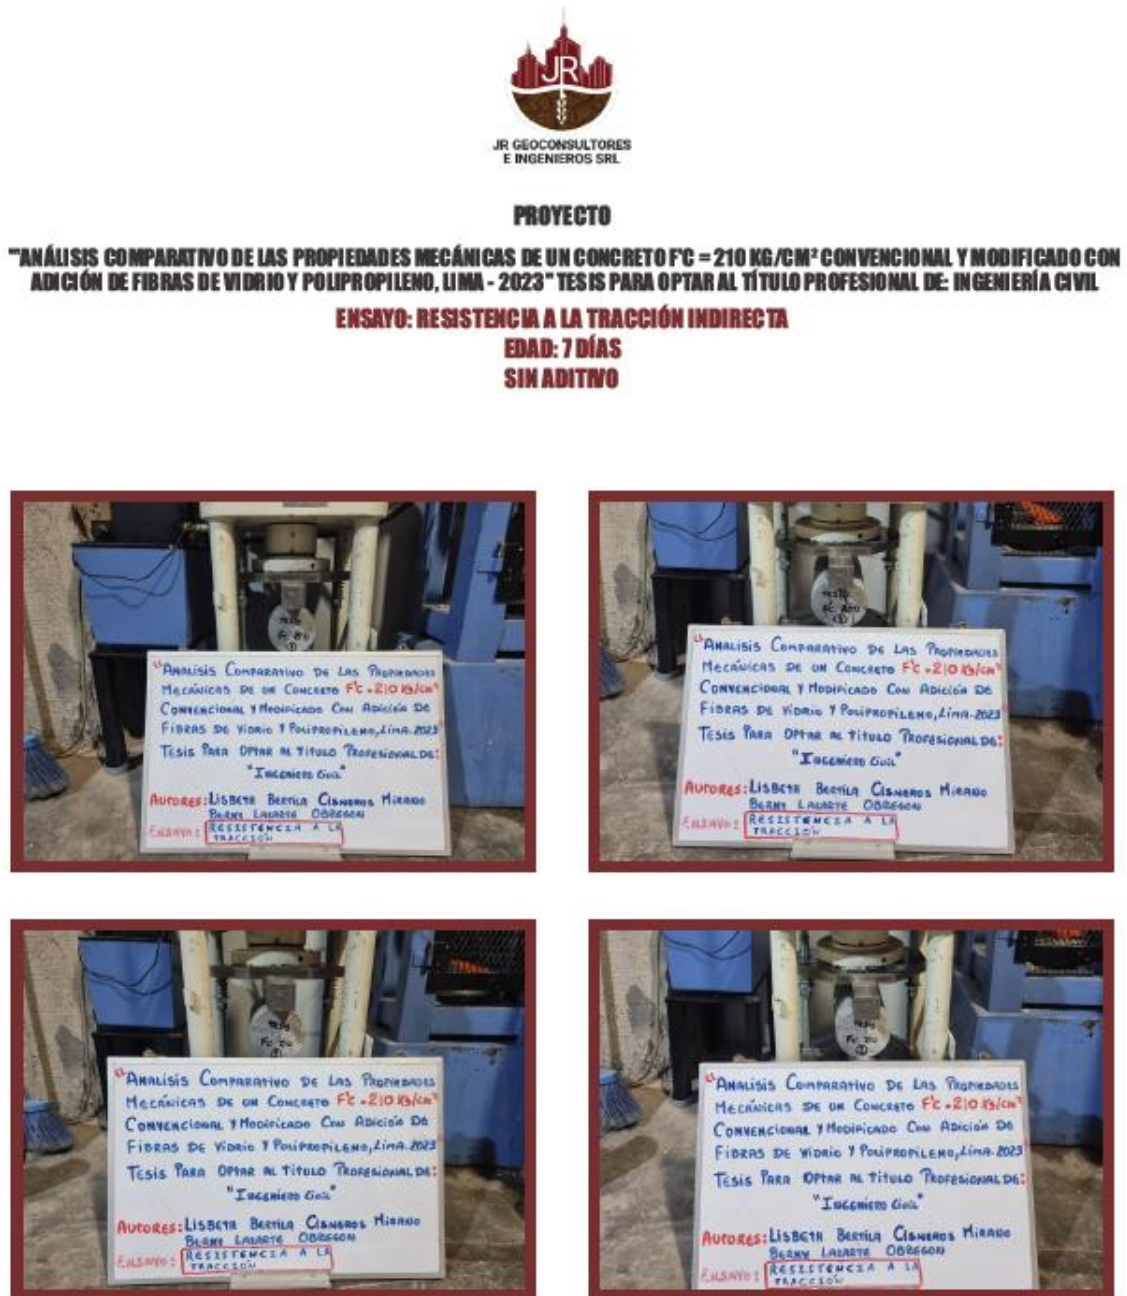 JR
JR GEOCONSULTORES
E INGENIEROS SRL
PROYECTO
"'ANÁLISIS COMPARATIVO DE LAS PROPIEDADES MECÁNICAS DE UN CONCRETO F'C = 210 KG/CM² CONVENCIONAL Y MODIFICADO CON
ADICIÓN DE FIBRAS DE VIDRIO Y POLIPROPILENO, LIMA - 2023" TESIS PARA OPTAR AL TÍTULO PROFESIONAL DE: INGENIERÍA CIVIL
ENSAYO: RESISTENCIA A LA TRACCIÓN INDIRECTA
EDAD: 7 DÍAS
SIN ADITIVO
"ANALISIS COMPARATIVO DE LAS PROPIEDADES
MECÁNICAS DE UN CONCRETO F'C =210 KG/CM²
CONVENCIONAL Y MODIFICADO CON ADICIÓN DE
FIBRAS DE VIDRIO Y POLIPROPILENO, LIMA-2023
TESIS PARA OPTAR AL TITULO PROFESIONAL DE:
"INGENIERO CIVIL"
AUTORES: LISBETH BERTILA CISNEROS MIRANO
BERNY LAURTE OBREGON
ENSAYO: RESISTENCIA A LA
TRACCIÓN
"ANALISIS COMPARATIVO DE LAS PROPIEDADES
MECÁNICAS DE UN CONCRETO F'C =210 KG/CM²
CONVENCIONAL Y MODIFICADO CON ADICIÓN DE
FIBRAS DE VIDRIO Y POLIPROPILENO, LIMA-2023
TESIS PARA OPTAR AL TITULO PROFESIONAL DE:
"INGENIERO CIVIL"
AUTORES: LISBETH BERTILA CISNEROS MIRANO
BERNY OBREGON
ENSAYO: RESISTENCIA A LA
TRACCIÓN
"ANALISIS COMPARATIVO DE LAS PROPIEDADES
MECÁNICAS DE UN CONCRETO F'C =210 KG/CM²
CONVENCIONAL Y MODIFICADO CON ADICIÓN DE
FIBRAS DE VIDRIO Y POLIPROPILENO, LIMA-2023
TESIS PARA OPTAR AL TITULO PROFESIONAL DE:
"INGENIERO CIVIL"
AUTORES: LISBETH BERTILA CISNEROS MIRANO
BERNY OBREGON
ENSAYO: RESISTENCIA A LA
TRACCIÓN
"ANALISIS COMPARATIVO DE LAS PROPIEDADES
MECÁNICAS DE UN CONCRETO F'C =210 KG/CM²
CONVENCIONAL Y MODIFICADO CON ADICIÓN DE
FIBRAS DE VIDRIO Y POLIPROPILENO, LIMA-2023
TESIS PARA OPTAR AL TITULO PROFESIONAL DE:
"INGENIERO CIVIL"
AUTORES: LISBETH BERTILA CISNEROS MIRANO
BERNY OBREGON
ENSAYO: RESISTENCIA A LA
TRACCIÓN